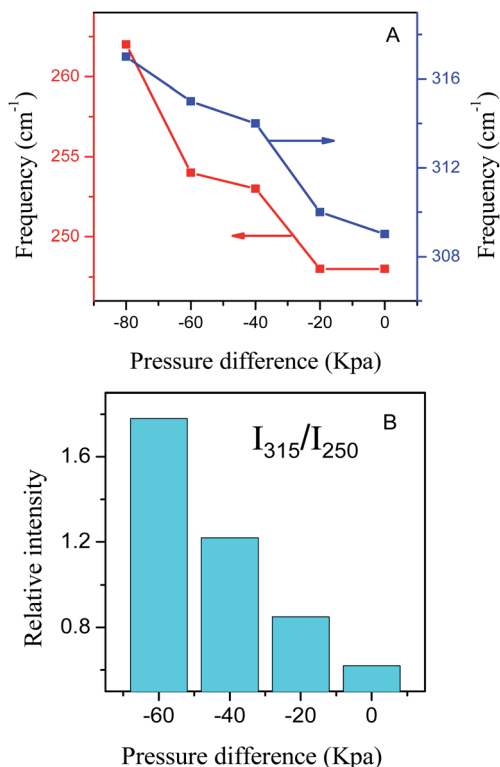 A
262
255
250
Frequency (cm⁻¹)
316
312
308
Frequency (cm⁻¹)
-80 -60 -40 -20 0
Pressure difference (Kpa)
B
I₃₁₅/I₂₅₀
1.6
1.2
0.8
Relative intensity
-60 -40 -20 0
Pressure difference (Kpa)